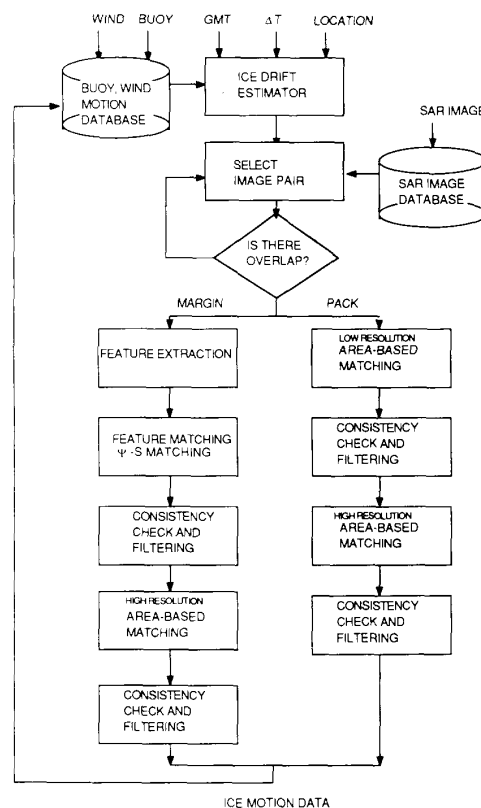 WIND BUOY GMT ΔT LOCATION
BUOY, WIND
MOTION
DATABASE
ICE DRIFT
ESTIMATOR
SAR IMAGE
SELECT
IMAGE PAIR
SAR IMAGE
DATABASE
IS THERE
OVERLAP?
MARGIN PACK
FEATURE EXTRACTION
FEATURE MATCHING
Ψ-S MATCHING
CONSISTENCY
CHECK AND
FILTERING
HIGH RESOLUTION
AREA-BASED
MATCHING
CONSISTENCY
CHECK AND
FILTERING
LOW RESOLUTION
AREA-BASED
MATCHING
CONSISTENCY
CHECK AND
FILTERING
HIGH RESOLUTION
AREA-BASED
MATCHING
CONSISTENCY
CHECK AND
FILTERING
ICE MOTION DATA